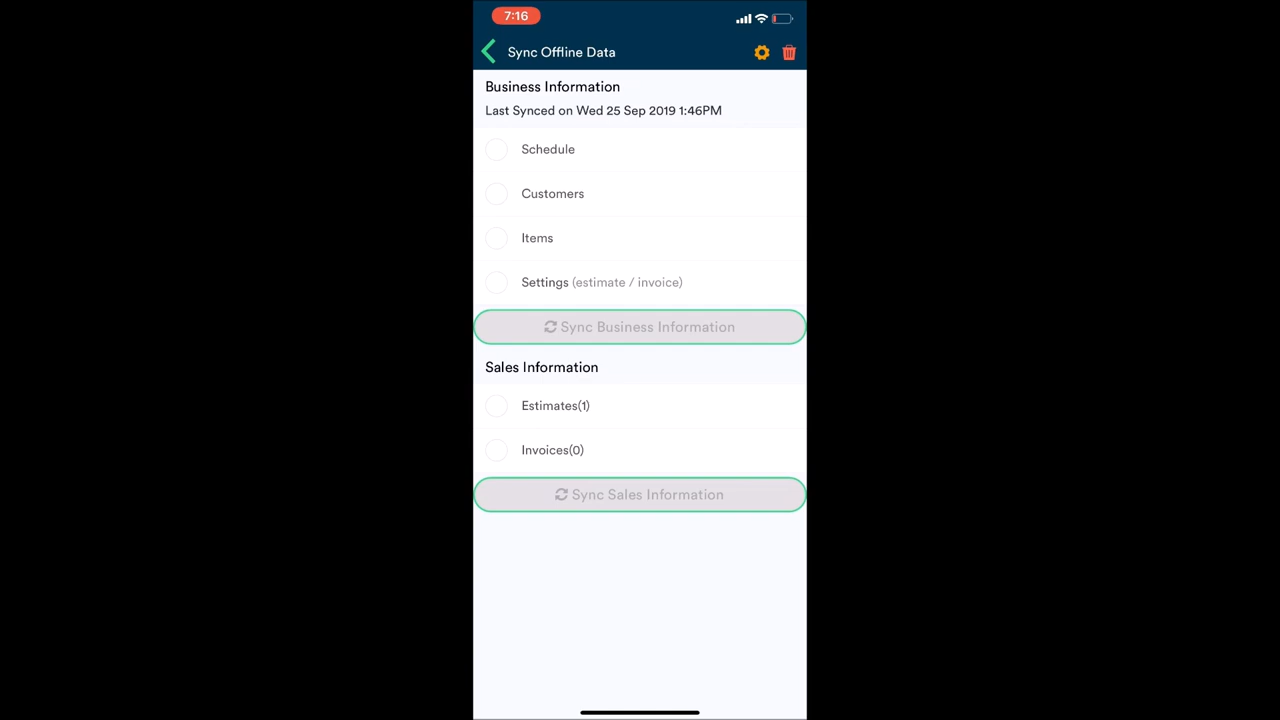 7:16
Sync Offline Data
Business Information
Last Synced on Wed 25 Sep 2019 1:46PM
Schedule
Customers
Items
Settings (estimate / invoice)
Sync Business Information
Sales Information
Estimates(1)
Invoices(0)
Sync Sales Information